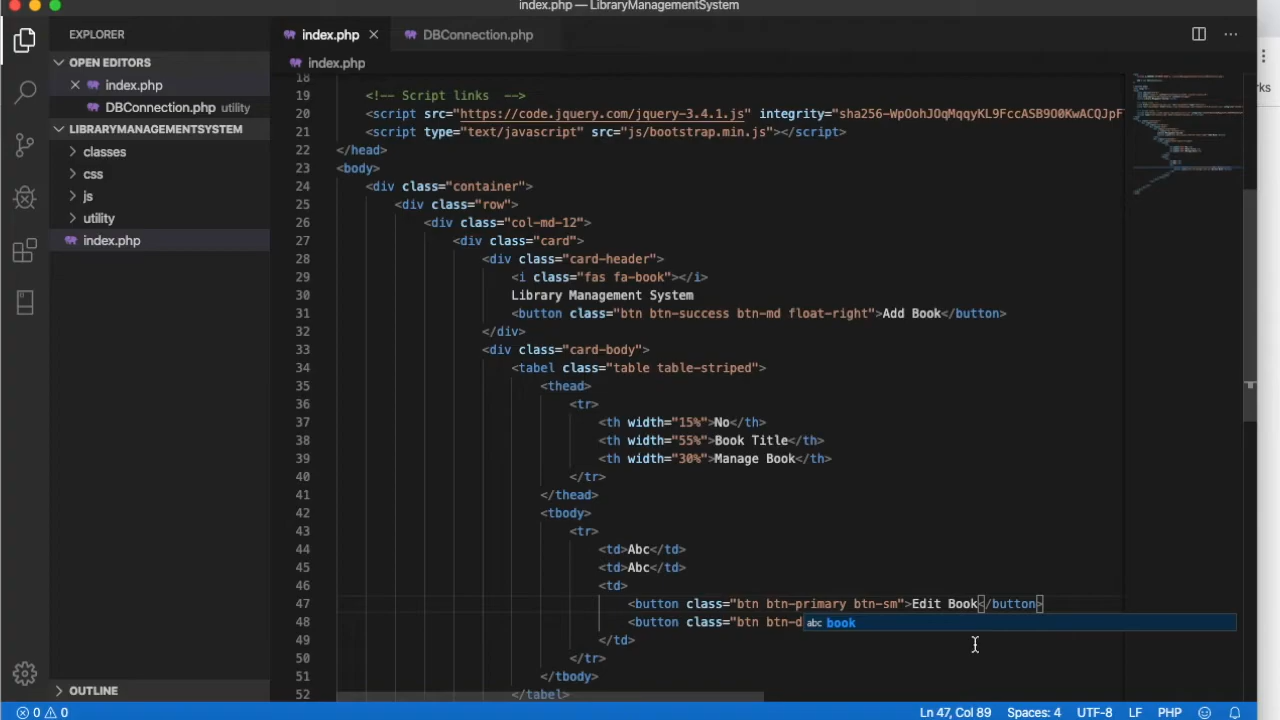 index.php — LibraryManagementSystem
EXPLORER
index.php
DBConnection.php
OPEN EDITORS
index.php
index.php
DBConnection.php utility
LIBRARYMANAGEMENTSYSTEM
classes
css
js
utility
index.php
OUTLINE
18
19 <!-- Script links -->
20 <script src="https://code.jquery.com/jquery-3.4.1.js" integrity="sha256-WpOohJOqMqqyKL9FccASB9O0KwACQJpF
21 <script type="text/javascript" src="js/bootstrap.min.js"></script>
22 </head>
23 <body>
24 <div class="container">
25 <div class="row">
26 <div class="col-md-12">
27 <div class="card">
28 <div class="card-header">
29 <i class="fas fa-book"></i>
30 Library Management System
31 <button class="btn btn-success btn-md float-right">Add Book</button>
32 </div>
33 <div class="card-body">
34 <tabel class="table table-striped">
35 <thead>
36 <tr>
37 <th width="15%">No</th>
38 <th width="55%">Book Title</th>
39 <th width="30%">Manage Book</th>
40 </tr>
41 </thead>
42 <tbody>
43 <tr>
44 <td>Abc</td>
45 <td>Abc</td>
46 <td>
47 <button class="btn btn-primary btn-sm">Edit Book</button>
48 <button class="btn btn-d
abc book
49 </td>
50 </tr>
51 </tbody>
52 </tabel>
ks
0 0
Ln 47, Col 89 Spaces: 4 UTF-8 LF PHP